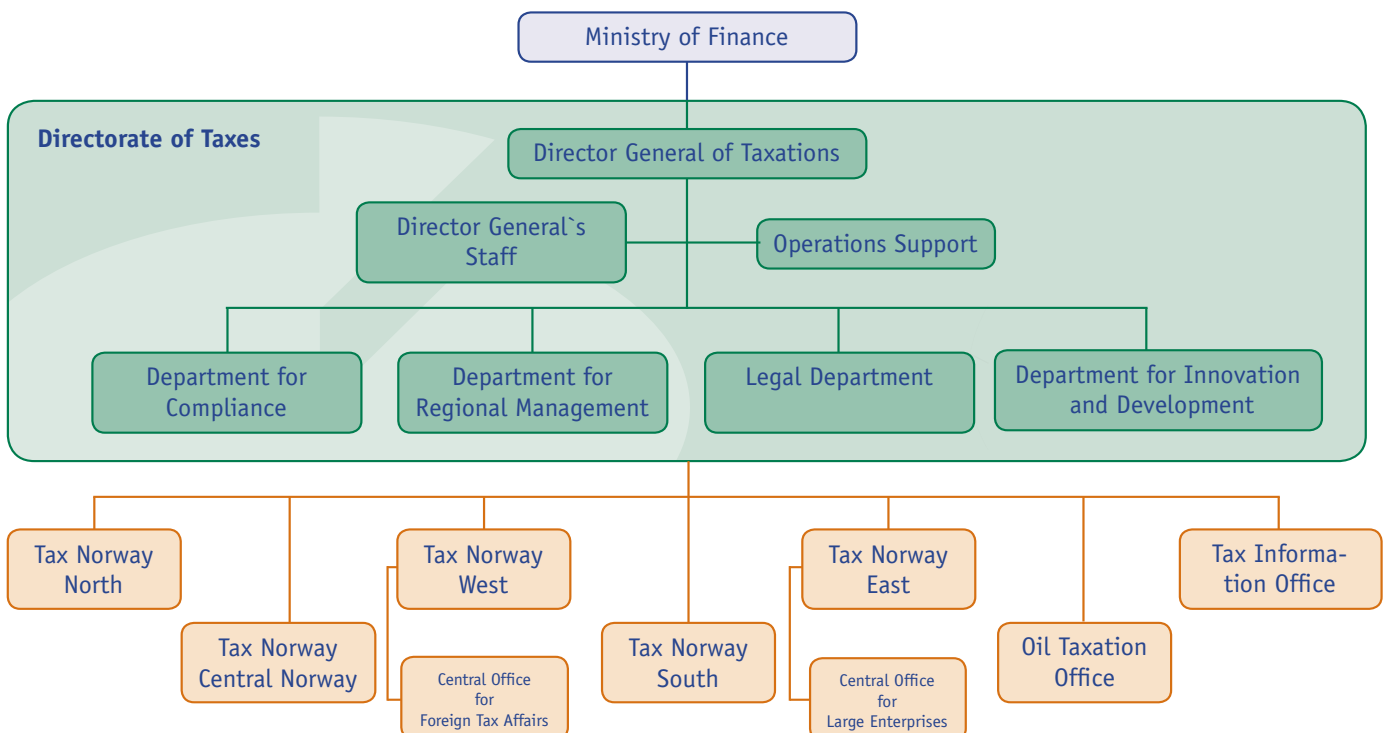 Ministry of Finance
Directorate of Taxes
Director General of Taxations
Director General`s
Staff
Operations Support
Department for
Compliance
Department for
Regional Management
Legal Department
Department for Innovation
and Development
Tax Norway
North
Tax Norway
Central Norway
Tax Norway
West
Central Office
for
Foreign Tax Affairs
Tax Norway
South
Tax Norway
East
Central Office
for
Large Enterprises
Oil Taxation
Office
Tax Informa-
tion Office